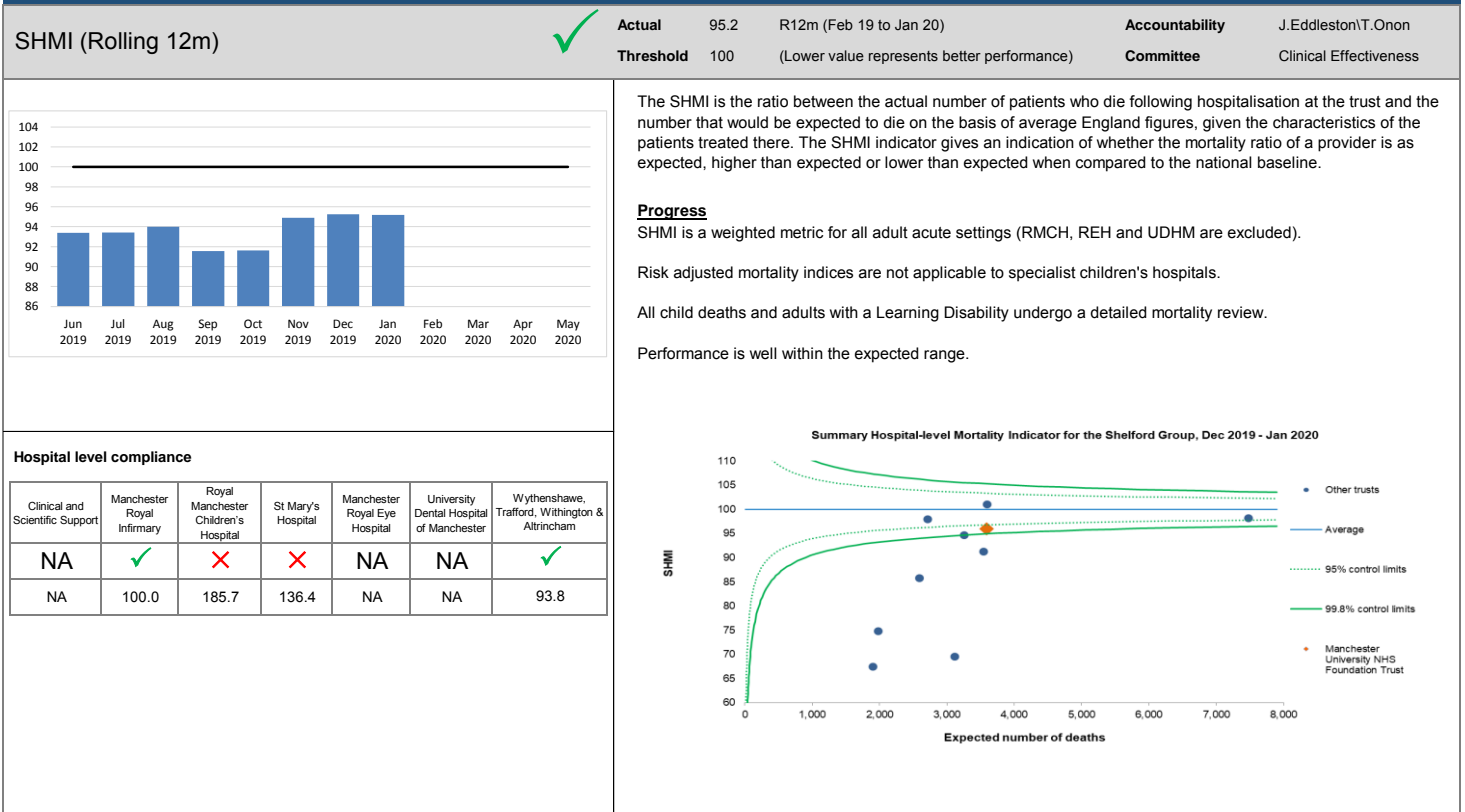 SHMI (Rolling 12m)
Actual 95.2 R12m (Feb 19 to Jan 20) Accountability J.Eddleston\T.Onon
Threshold 100 (Lower value represents better performance) Committee Clinical Effectiveness
104
102
100
98
96
94
92
90
88
86
Jun Jul Aug Sep Oct Nov Dec Jan Feb Mar Apr May
2019 2019 2019 2019 2019 2019 2019 2020 2020 2020 2020 2020
The SHMI is the ratio between the actual number of patients who die following hospitalisation at the trust and the
number that would be expected to die on the basis of average England figures, given the characteristics of the
patients treated there. The SHMI indicator gives an indication of whether the mortality ratio of a provider is as
expected, higher than expected or lower than expected when compared to the national baseline.
Progress
SHMI is a weighted metric for all adult acute settings (RMCH, REH and UDHM are excluded).
Risk adjusted mortality indices are not applicable to specialist children's hospitals.
All child deaths and adults with a Learning Disability undergo a detailed mortality review.
Performance is well within the expected range.
Hospital level compliance
Clinical and
Scientific Support
Manchester
Royal
Infirmary
Royal
Manchester
Children's
Hospital
St Mary's
Hospital
Manchester
Royal Eye
Hospital
University
Dental Hospital
of Manchester
Wythenshawe,
Trafford, Withington &
Altrincham
NA ✓ ✕ ✕ NA NA ✓
NA 100.0 185.7 136.4 NA NA 93.8
Summary Hospital-level Mortality Indicator for the Shelford Group, Dec 2019 - Jan 2020
SHMI
110
105
100
95
90
85
80
75
70
65
60
0 1,000 2,000 3,000 4,000 5,000 6,000 7,000 8,000
Expected number of deaths
Other trusts
Average
95% control limits
99.8% control limits
Manchester
University NHS
Foundation Trust